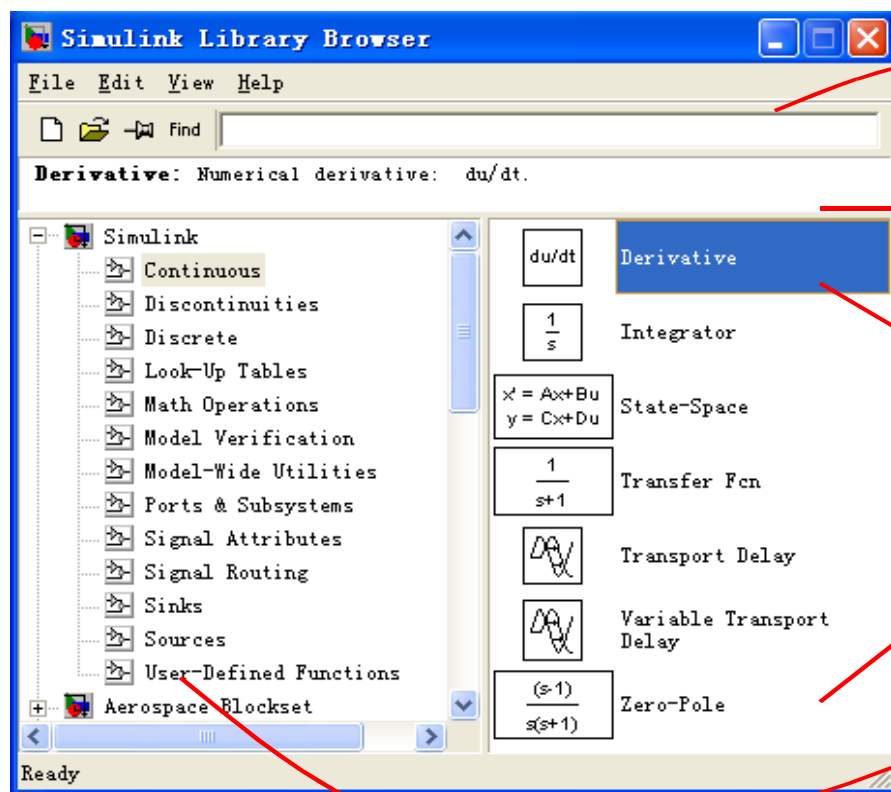 Simulink Library Browser
File Edit View Help
Find
Derivative: Numerical derivative: du/dt.
Simulink
Continuous
Discontinuities
Discrete
Look-Up Tables
Math Operations
Model Verification
Model-Wide Utilities
Ports & Subsystems
Signal Attributes
Signal Routing
Sinks
Sources
User-Defined Functions
Aerospace Blockset
du/dt Derivative
1
s
Integrator
x' = Ax+Bu
y = Cx+Du
State-Space
1
s+1
Transfer Fcn
Transport Delay
Variable Transport
Delay
(s-1)
s(s+1)
Zero-Pole
Ready